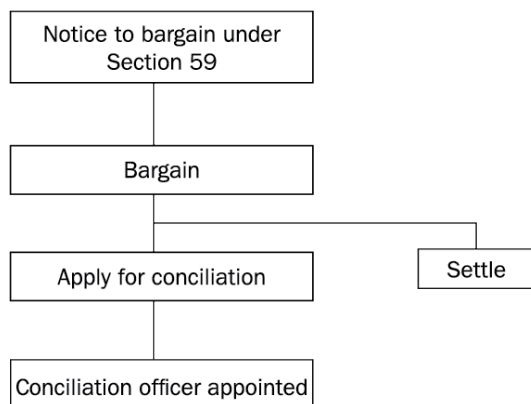 Notice to bargain under
Section 59
Bargain
Apply for conciliation
Settle
Conciliation officer appointed